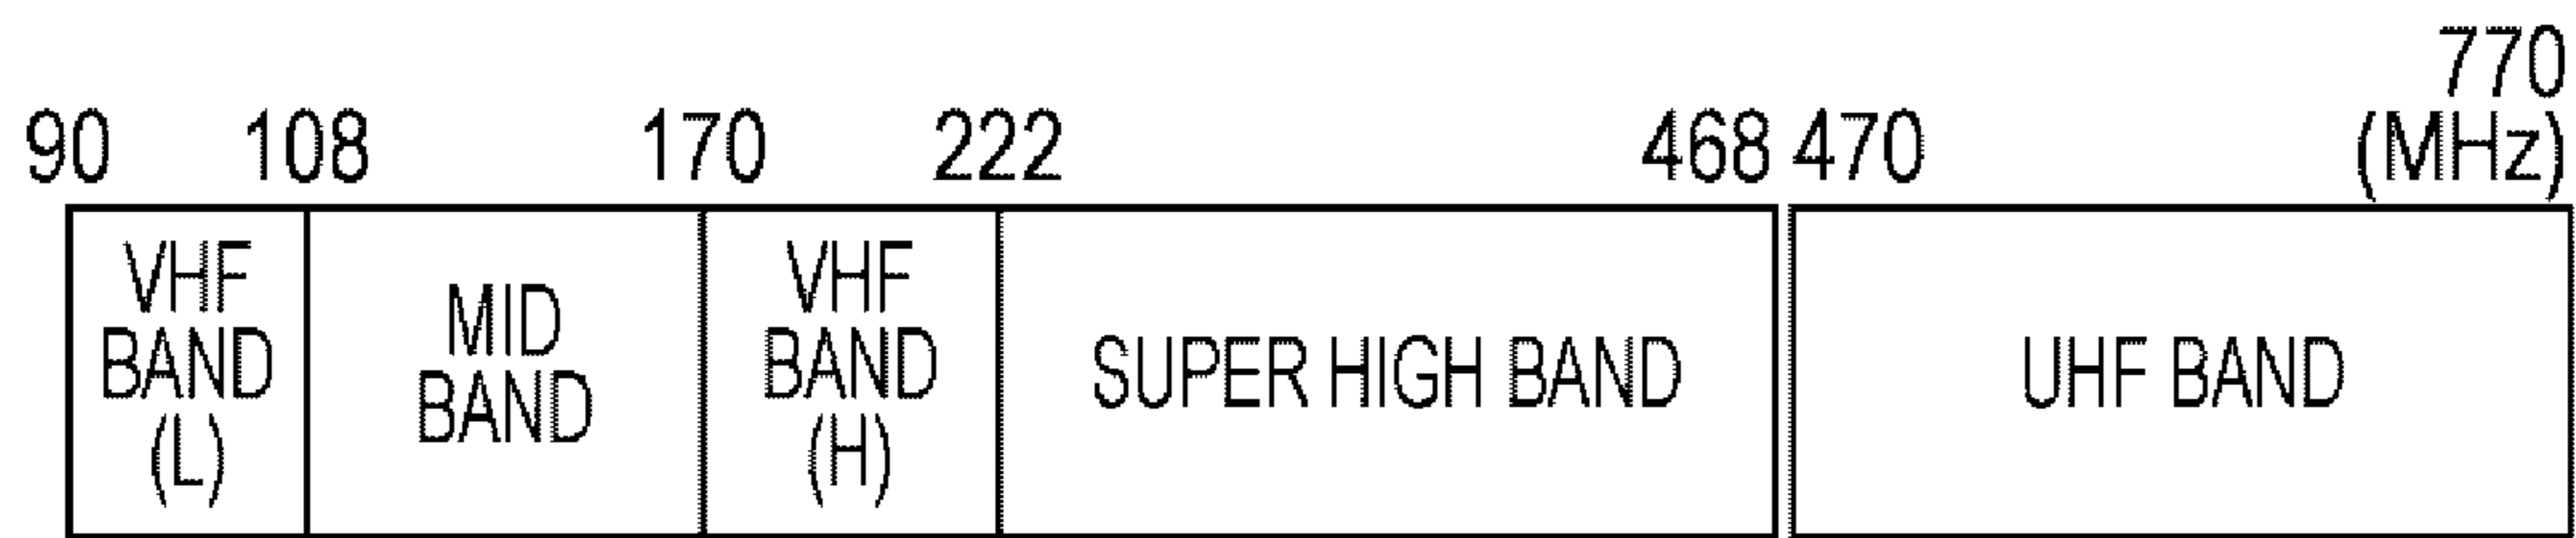 770
90 108 170 222 468 470 (MHz)
VHF
BAND
(L)
MID
BAND
VHF
BAND
(H)
SUPER HIGH BAND
UHF BAND